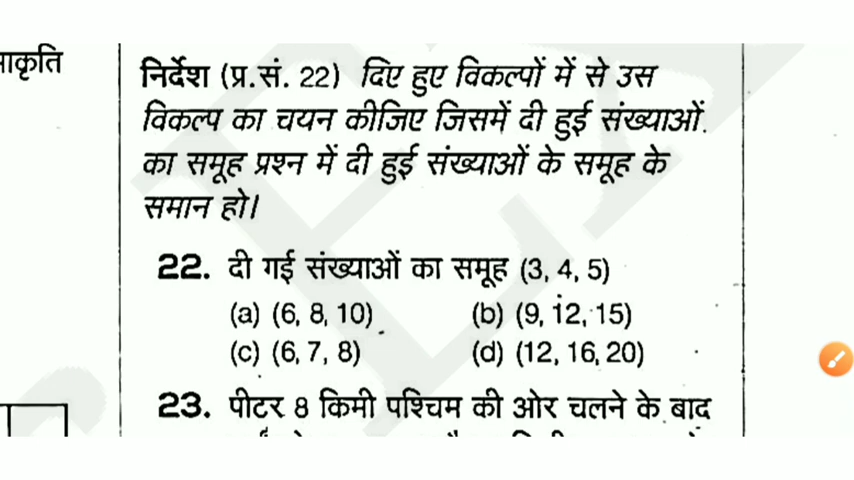 निर्देश (प्र.सं. 22) दिए हुए विकल्पों में से उस
विकल्प का चयन कीजिए जिसमें दी हुई संख्याओं.
का समूह प्रश्न में दी हुई संख्याओं के समूह के
समान हो।
22. दी गई संख्याओं का समूह (3, 4, 5)
(a) (6, 8, 10) (b) (9, 12, 15)
(c) (6, 7, 8) (d) (12, 16, 20)
23. पीटर 8 किमी पश्चिम की ओर चलने के बाद